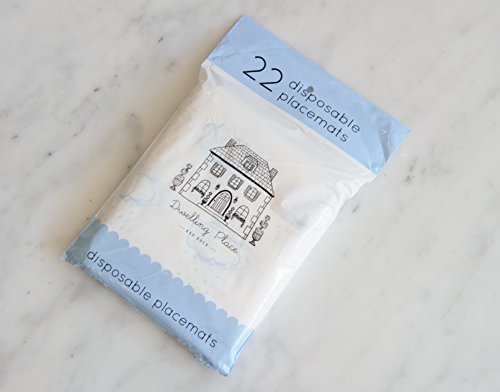 22 disposable
placemats
Dwelling Place
EST 2013
disposable placemats